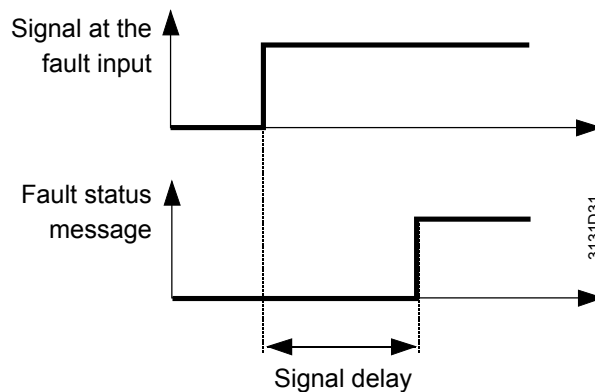 Signal at the
fault input
Fault status
message
3131D31
Signal delay